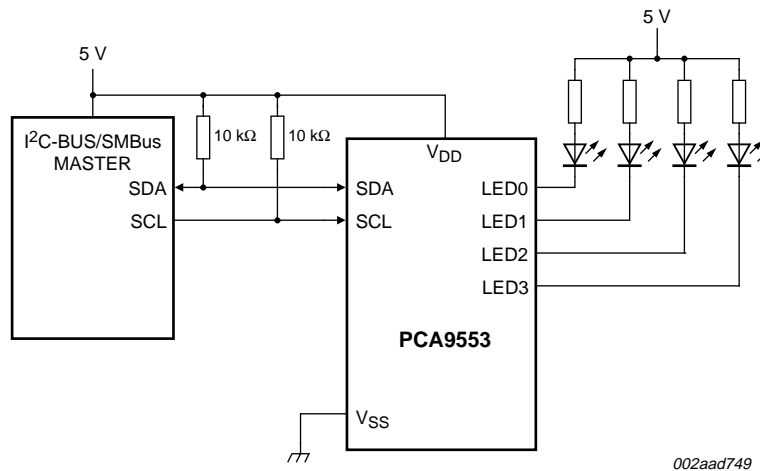 5 V
5 V
I²C-BUS/SMBus
MASTER
10 kΩ
10 kΩ
VDD
SDA
SDA
LED0
SCL
SCL
LED1
LED2
LED3
PCA9553
VSS
002aad749